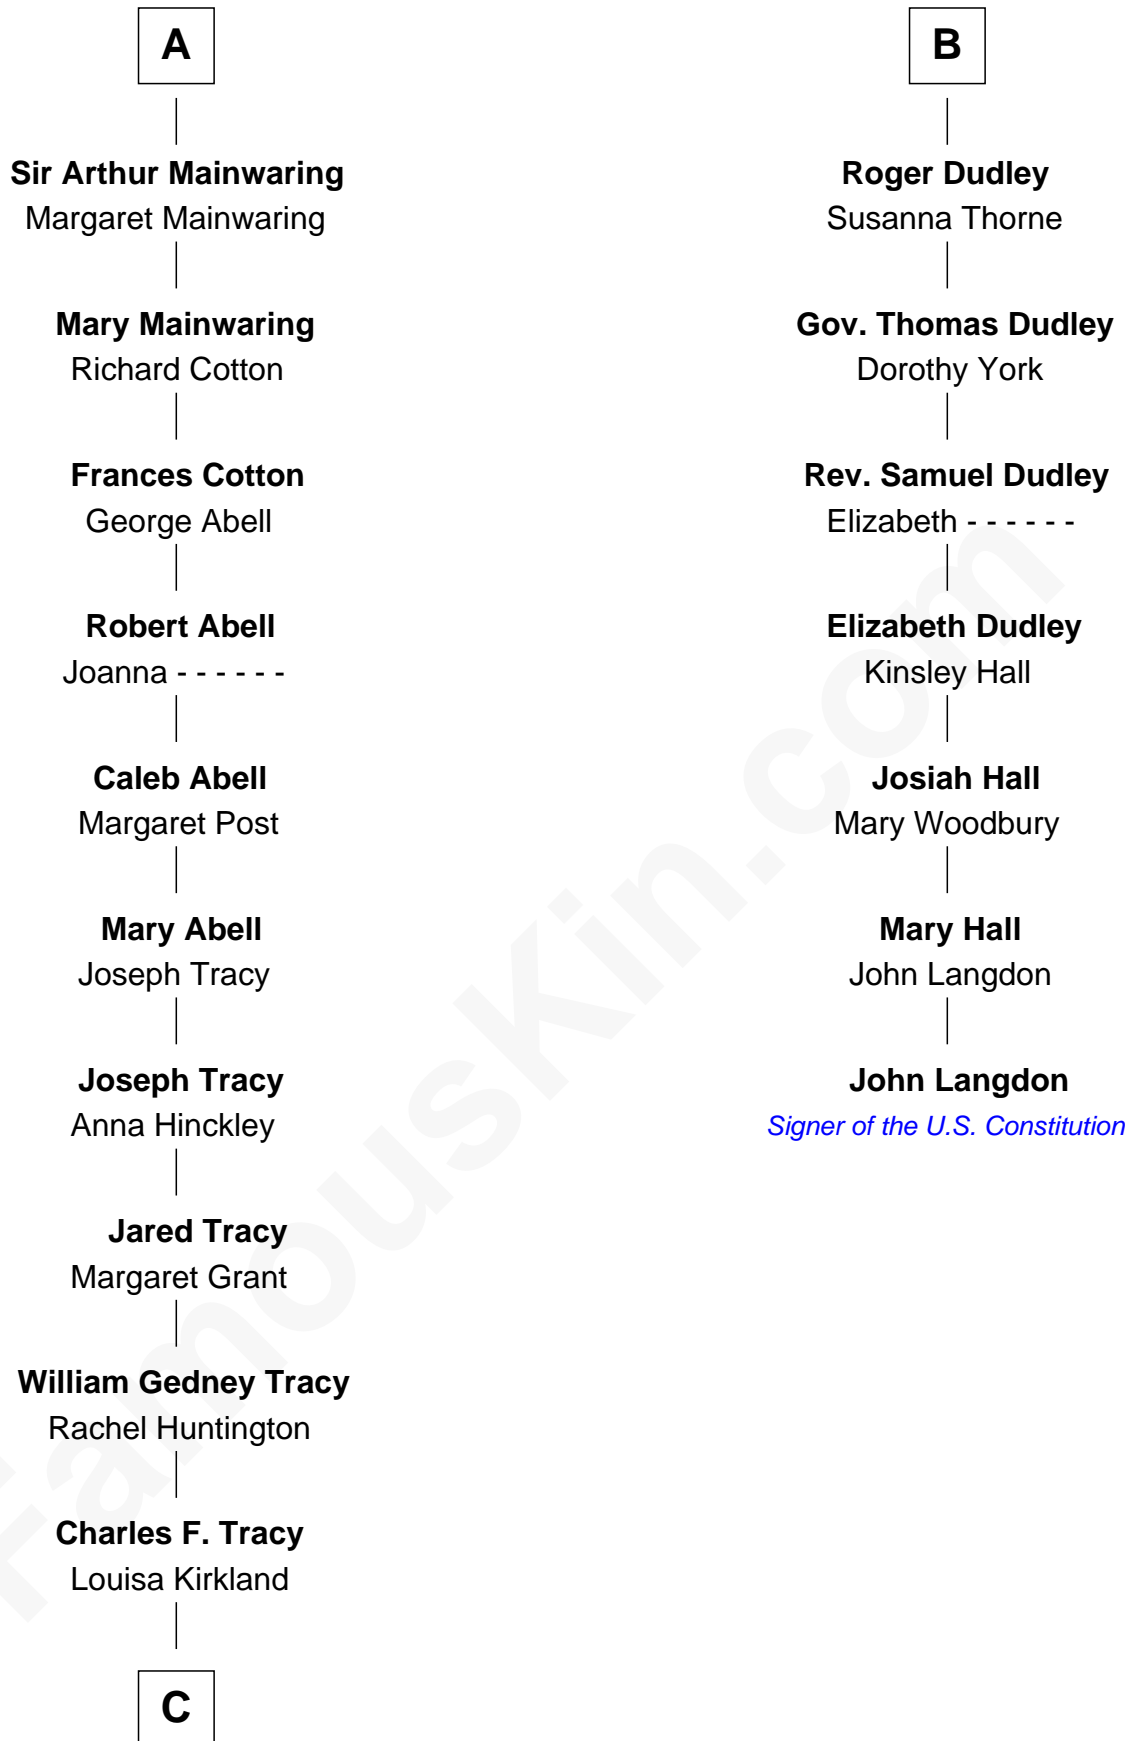 A
Sir Arthur Mainwaring
Margaret Mainwaring
Mary Mainwaring
Richard Cotton
Frances Cotton
George Abell
Robert Abell
Joanna - - - - - -
Caleb Abell
Margaret Post
Mary Abell
Joseph Tracy
Joseph Tracy
Anna Hinckley
Jared Tracy
Margaret Grant
William Gedney Tracy
Rachel Huntington
Charles F. Tracy
Louisa Kirkland
C
B
Roger Dudley
Susanna Thorne
Gov. Thomas Dudley
Dorothy York
Rev. Samuel Dudley
Elizabeth - - - - - -
Elizabeth Dudley
Kinsley Hall
Josiah Hall
Mary Woodbury
Mary Hall
John Langdon
John Langdon
Signer of the U.S. Constitution
FamousKin.com